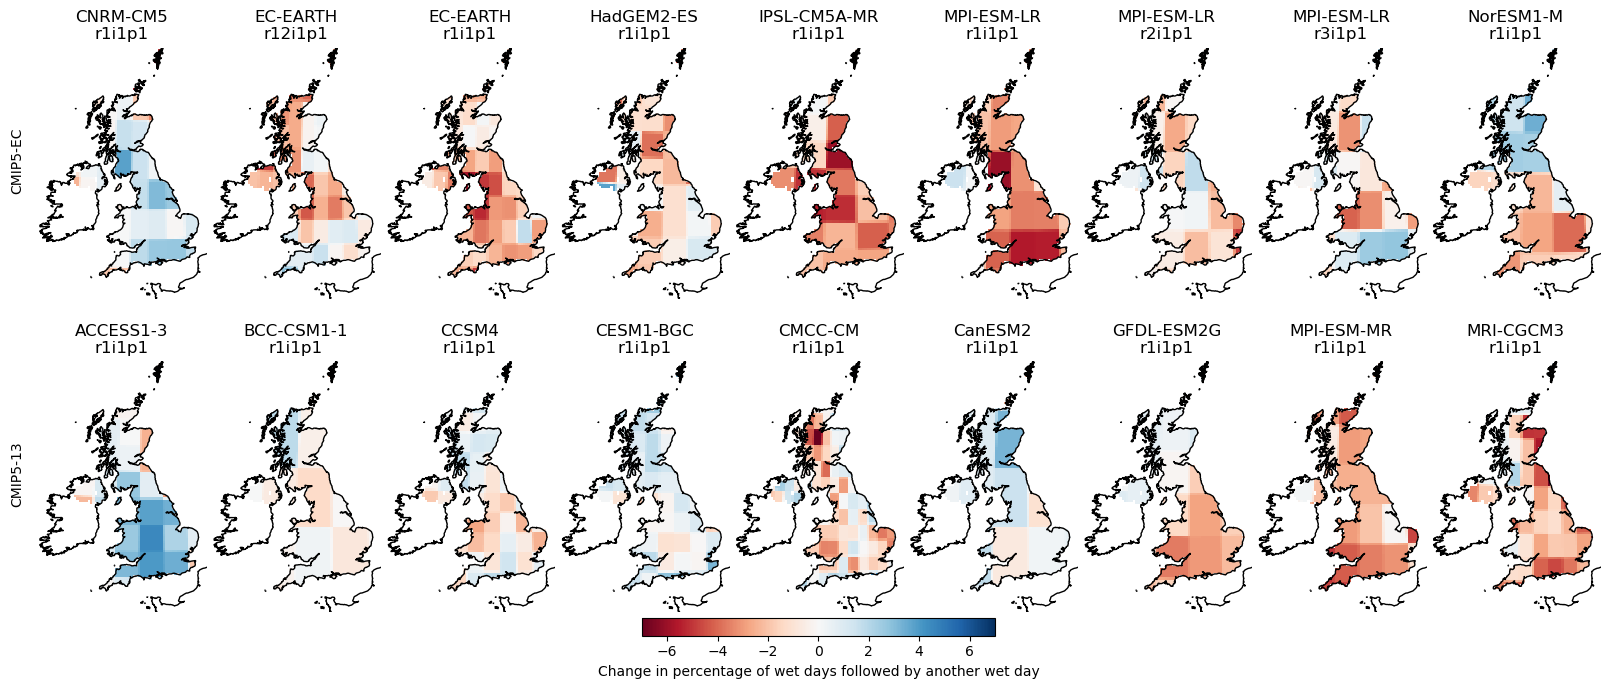 CNRM-CM5 EC-EARTH EC-EARTH HadGEM2-ES IPSL-CM5A-MR MPI-ESM-LR MPI-ESM-LR MPI-ESM-LR NorESM1-M
r1i1p1 r12i1p1 r1i1p1 r1i1p1 r1i1p1 r1i1p1 r2i1p1 r3i1p1 r1i1p1
CMIP5-EC
ACCESS1-3 BCC-CSM1-1 CCSM4 CESM1-BGC CMCC-CM CanESM2 GFDL-ESM2G MPI-ESM-MR MRI-CGCM3
r1i1p1 r1i1p1 r1i1p1 r1i1p1 r1i1p1 r1i1p1 r1i1p1 r1i1p1 r1i1p1
CMIP5-13
−6 −4 −2 0 2 4 6
Change in percentage of wet days followed by another wet day